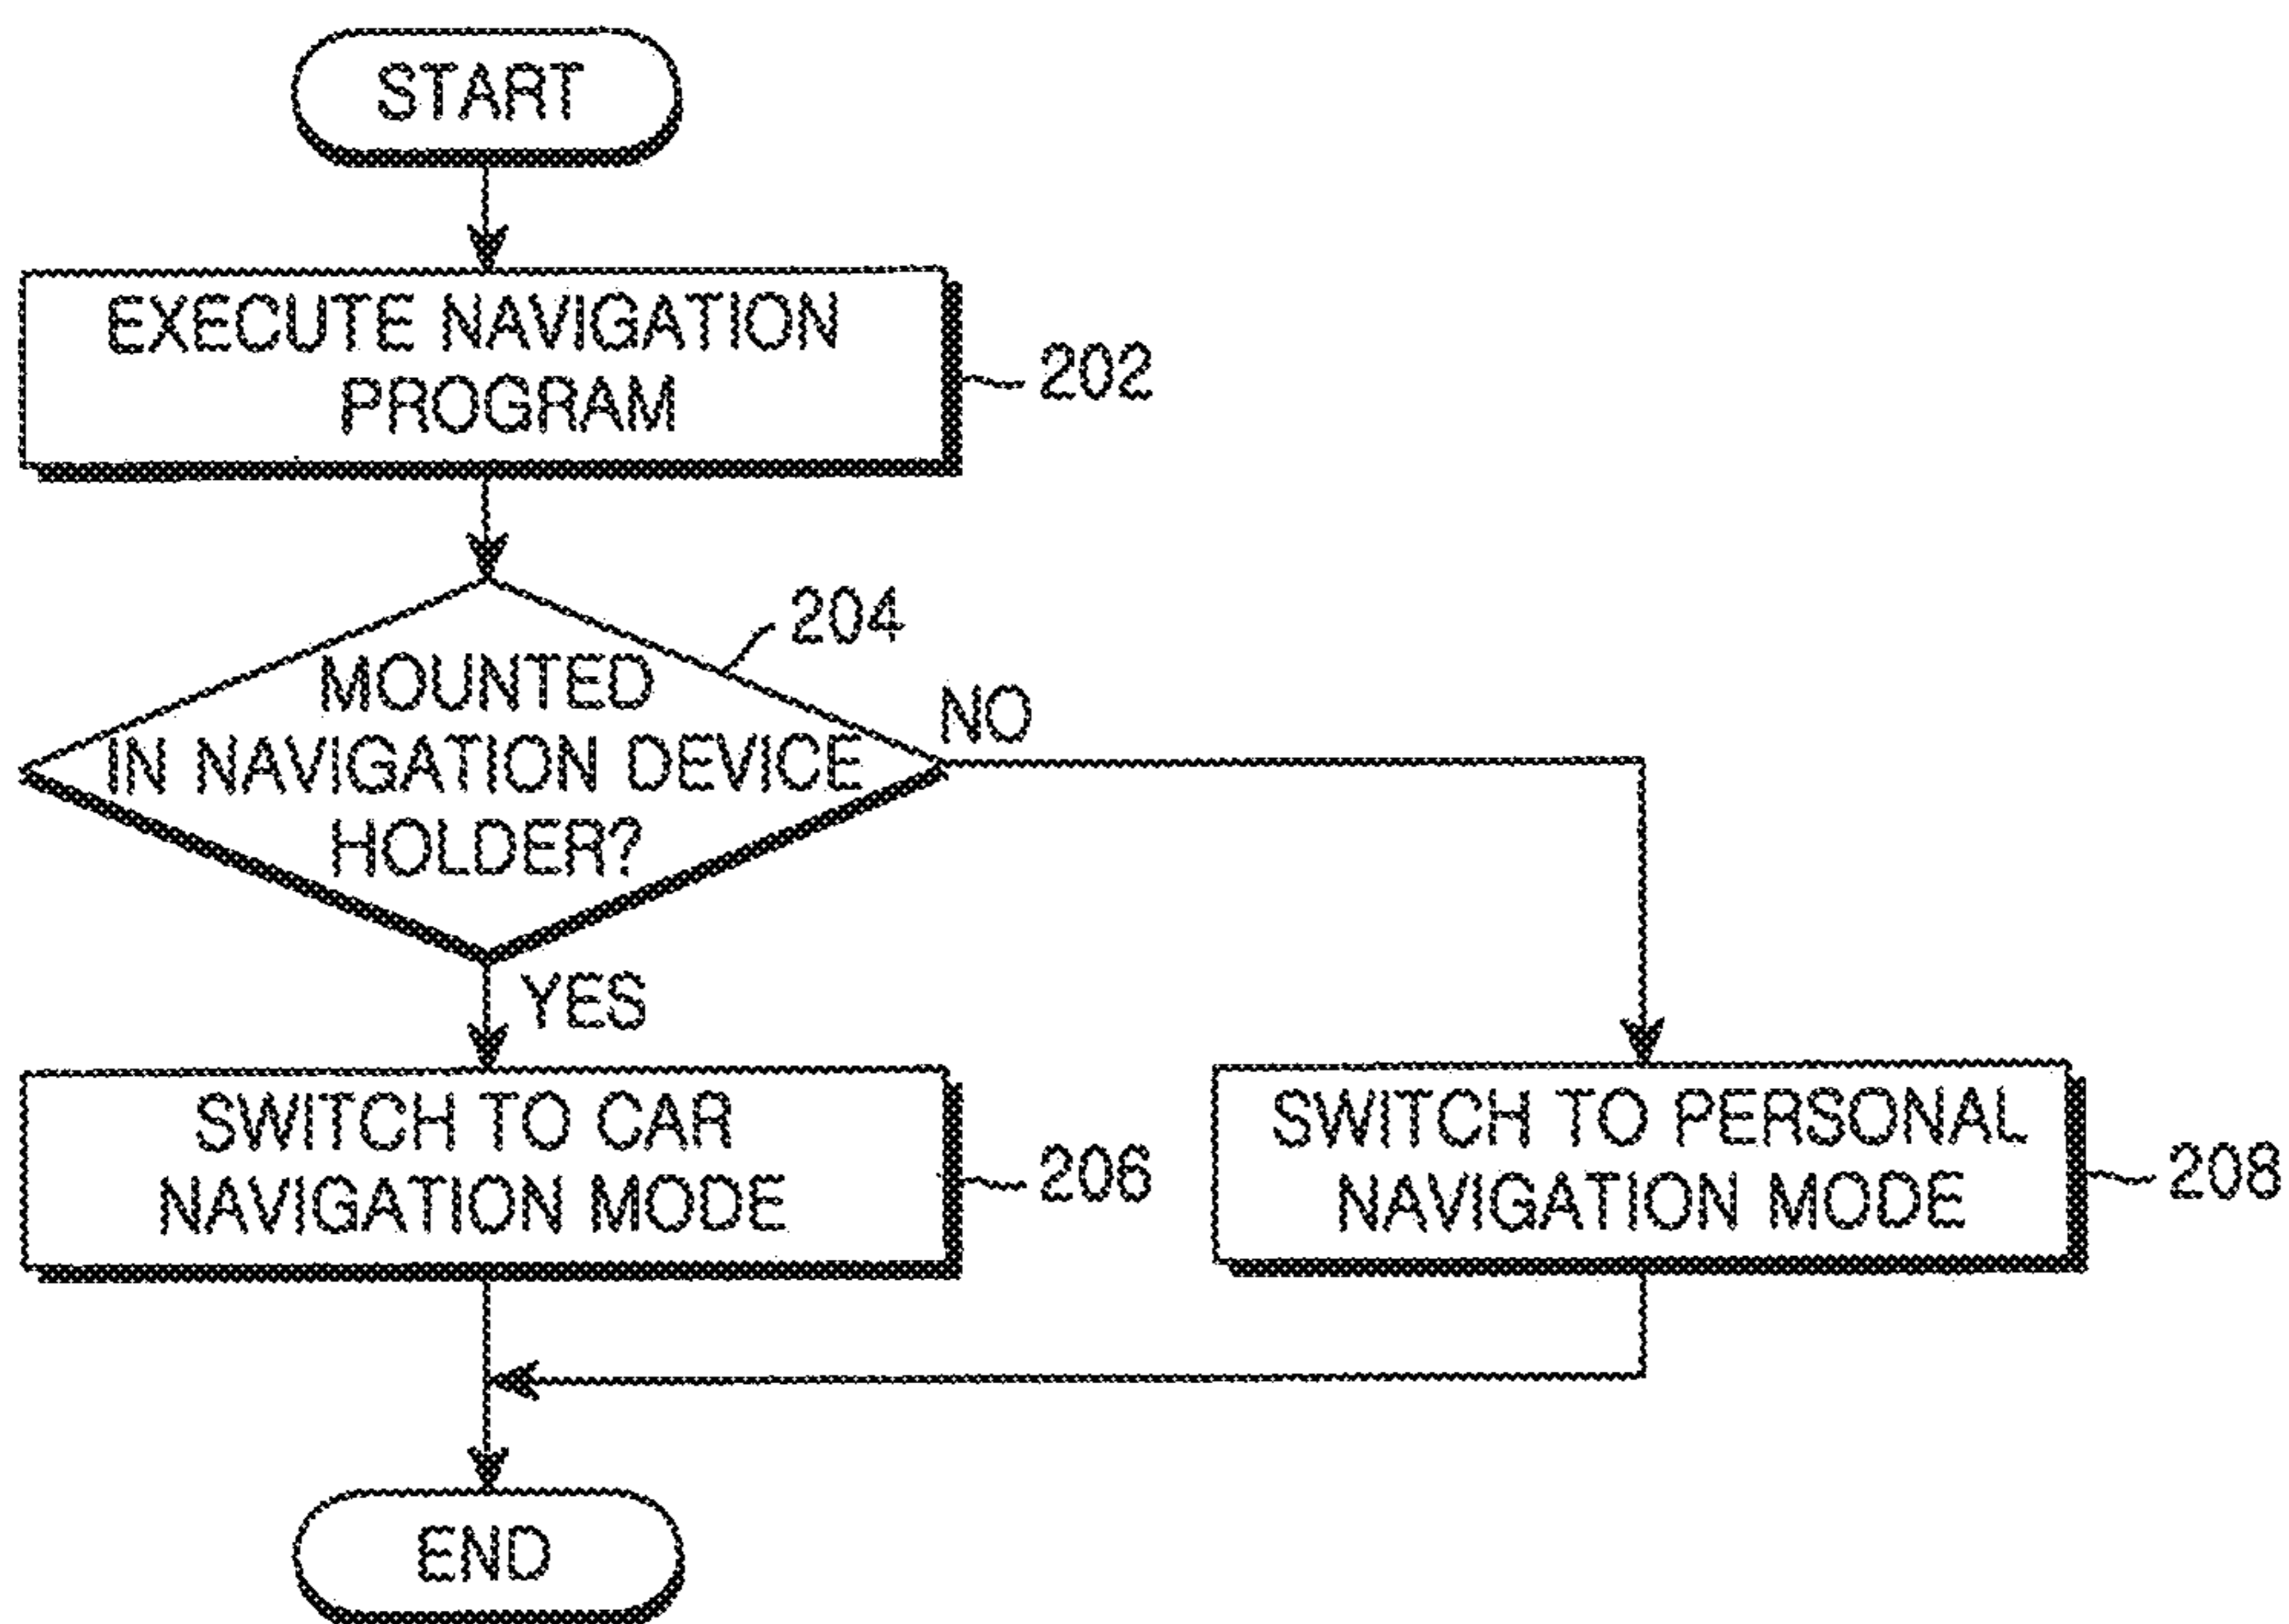 START
EXECUTE NAVIGATION
PROGRAM
202
204
MOUNTED
IN NAVIGATION DEVICE
HOLDER?
NO
YES
SWITCH TO CAR
NAVIGATION MODE
206
SWITCH TO PERSONAL
NAVIGATION MODE
208
END